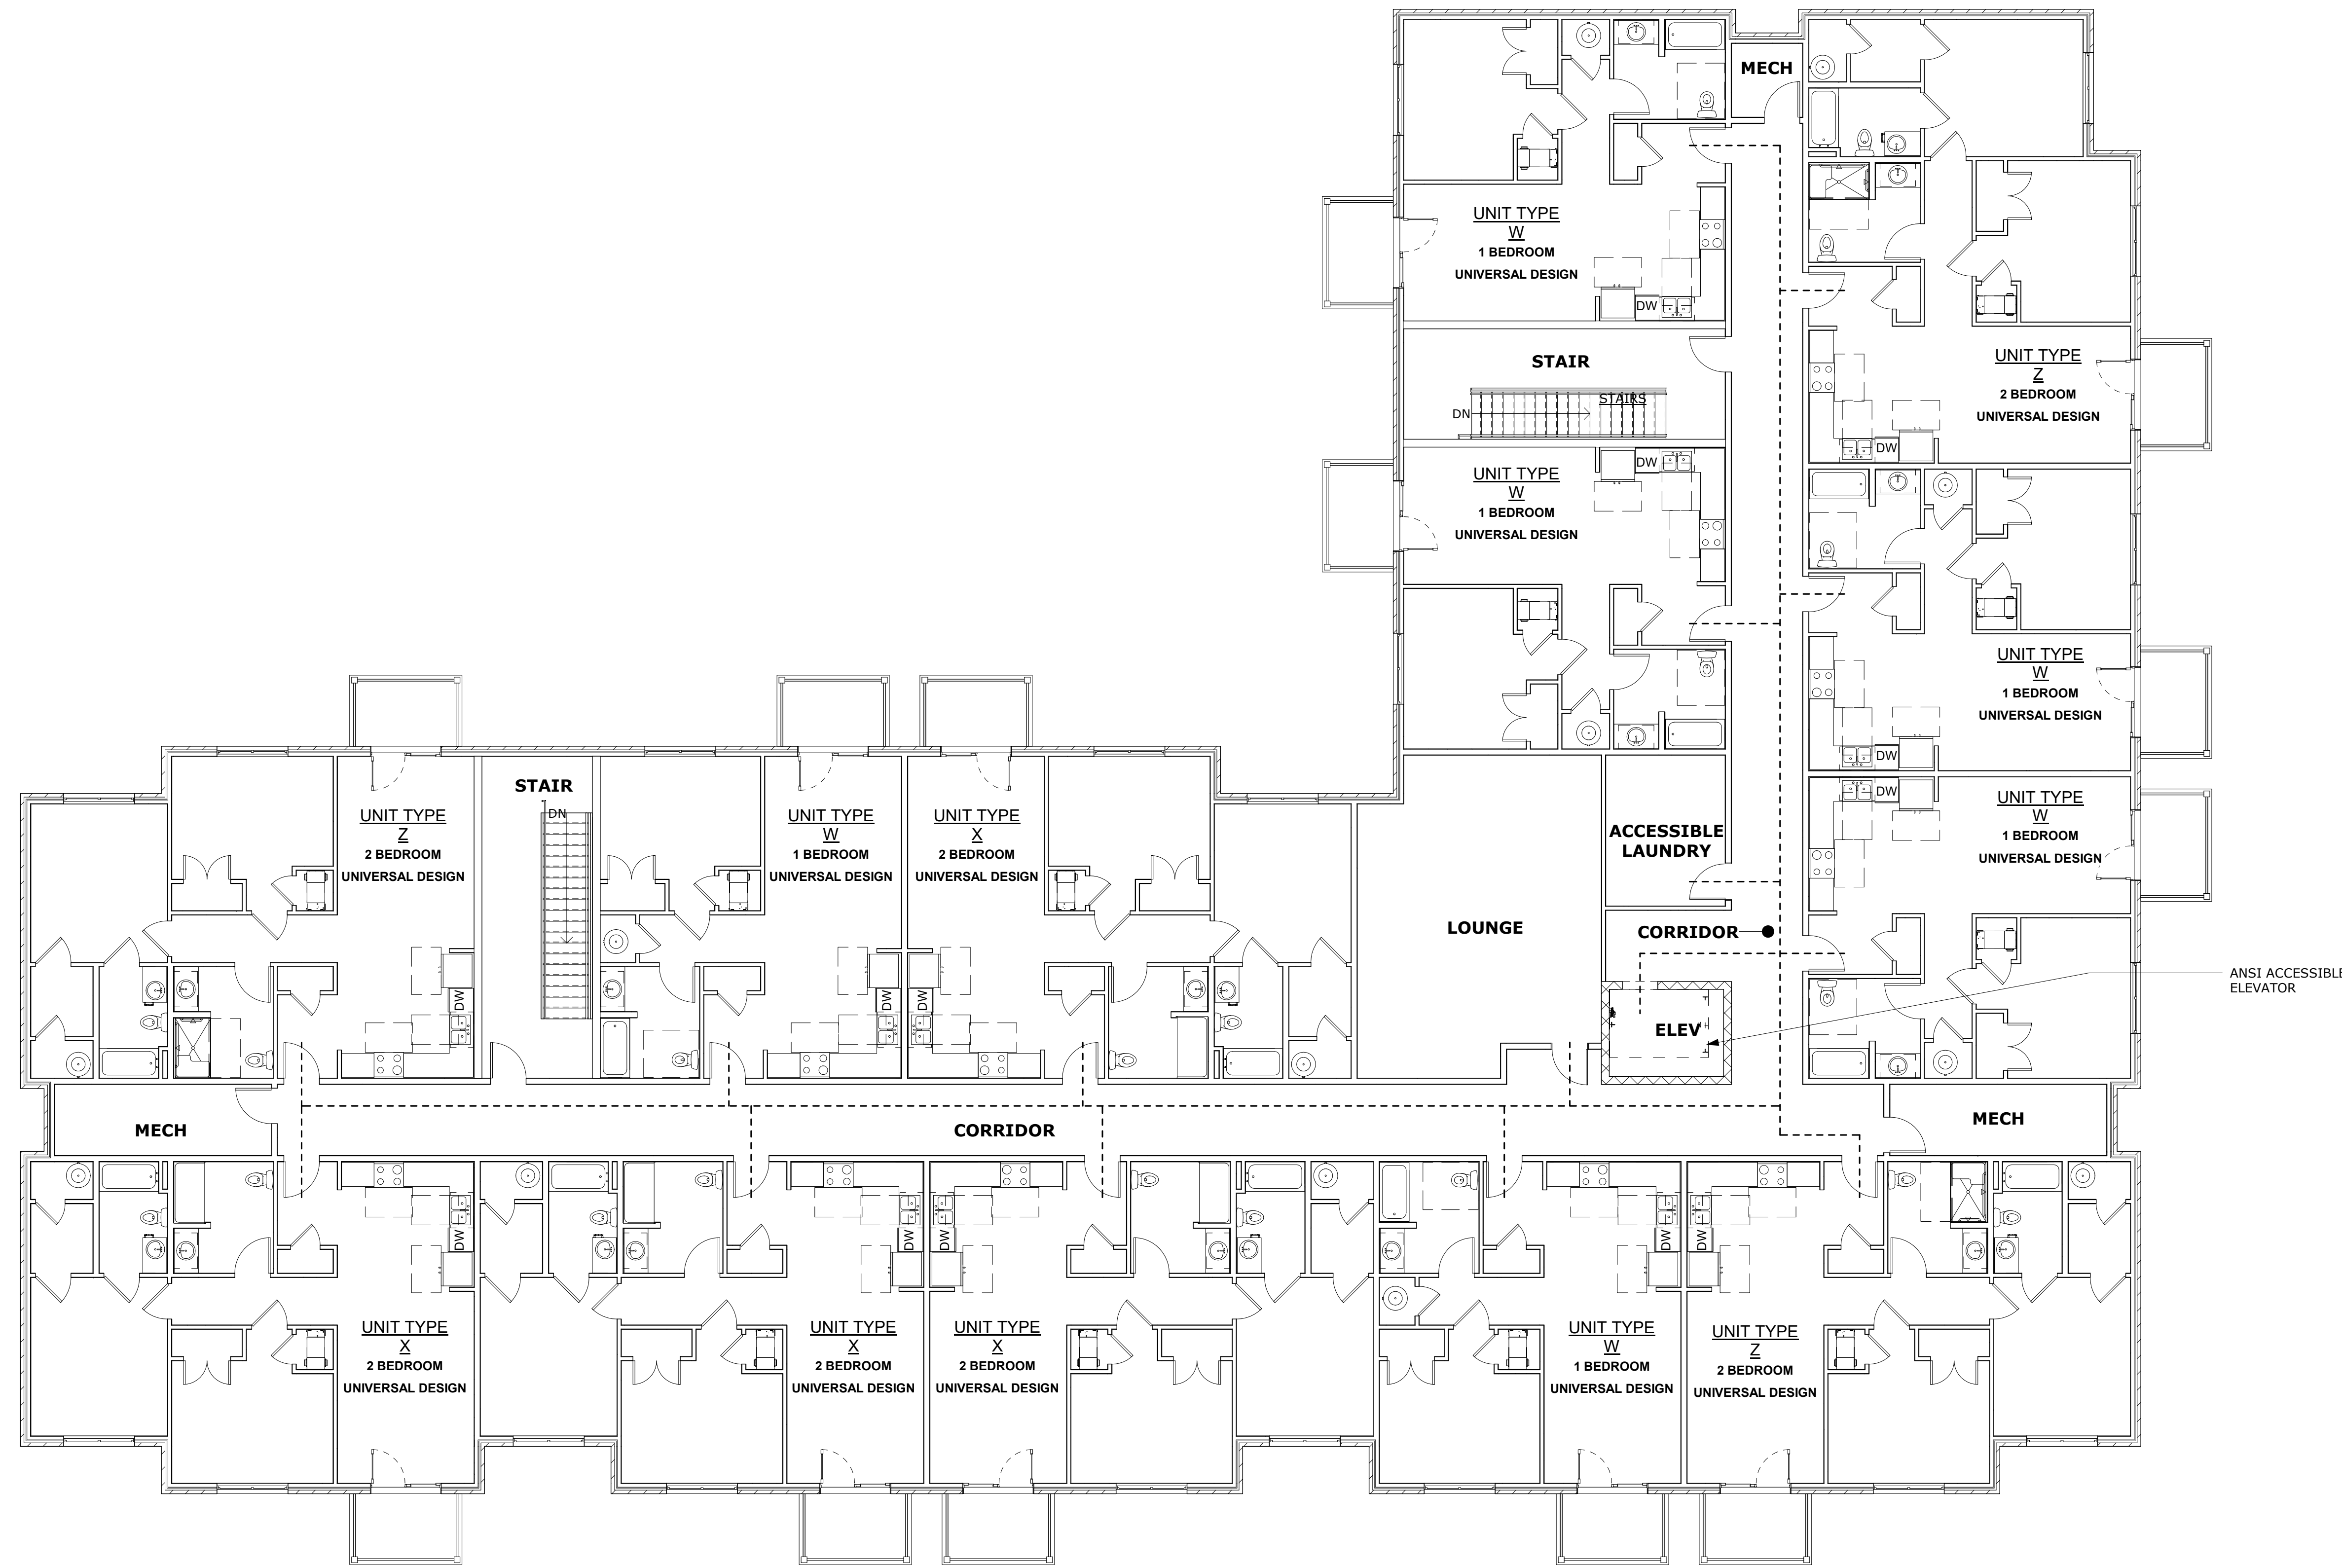 MECH
UNIT TYPE
W
1 BEDROOM
UNIVERSAL DESIGN
DW
STAIR
STAIRS
DN
UNIT TYPE
Z
2 BEDROOM
UNIVERSAL DESIGN
DW
DW
UNIT TYPE
W
1 BEDROOM
UNIVERSAL DESIGN
UNIT TYPE
W
1 BEDROOM
UNIVERSAL DESIGN
DW
DW
UNIT TYPE
W
1 BEDROOM
UNIVERSAL DESIGN
ACCESSIBLE
LAUNDRY
LOUNGE
CORRIDOR
ELEV
ANSI ACCESSIBLE
ELEVATOR
UNIT TYPE
Z
2 BEDROOM
UNIVERSAL DESIGN
DW
STAIR
DN
UNIT TYPE
W
1 BEDROOM
UNIVERSAL DESIGN
DW
UNIT TYPE
X
2 BEDROOM
UNIVERSAL DESIGN
DW
MECH
CORRIDOR
MECH
DW
UNIT TYPE
X
2 BEDROOM
UNIVERSAL DESIGN
DW
UNIT TYPE
X
2 BEDROOM
UNIVERSAL DESIGN
DW
UNIT TYPE
X
2 BEDROOM
UNIVERSAL DESIGN
DW
UNIT TYPE
W
1 BEDROOM
UNIVERSAL DESIGN
DW
UNIT TYPE
Z
2 BEDROOM
UNIVERSAL DESIGN